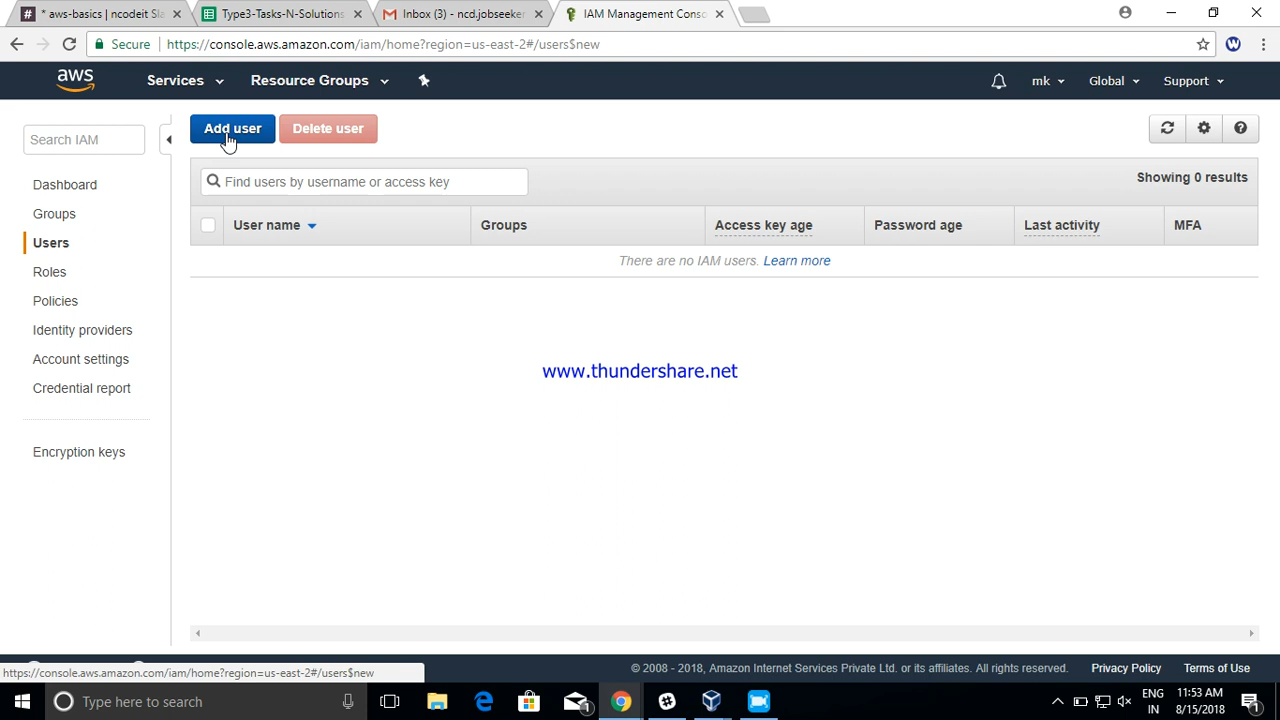 * aws-basics | ncodeit Sla
Type3-Tasks-N-Solutions
Inbox (3) - ncd.jobseeker
IAM Management Conso
Secure
https://console.aws.amazon.com/iam/home?region=us-east-2#/users$new
aws
Services
Resource Groups
mk
Global
Support
Search IAM
Add user
Delete user
Find users by username or access key
Showing 0 results
User name
Groups
Access key age
Password age
Last activity
MFA
There are no IAM users. Learn more
Dashboard
Groups
Users
Roles
Policies
Identity providers
Account settings
Credential report
Encryption keys
www.thundershare.net
https://console.aws.amazon.com/iam/home?region=us-east-2#/users$new
© 2008 - 2018, Amazon Internet Services Private Ltd. or its affiliates. All rights reserved.
Privacy Policy
Terms of Use
Type here to search
1
ENG
IN
11:53 AM
8/15/2018
1